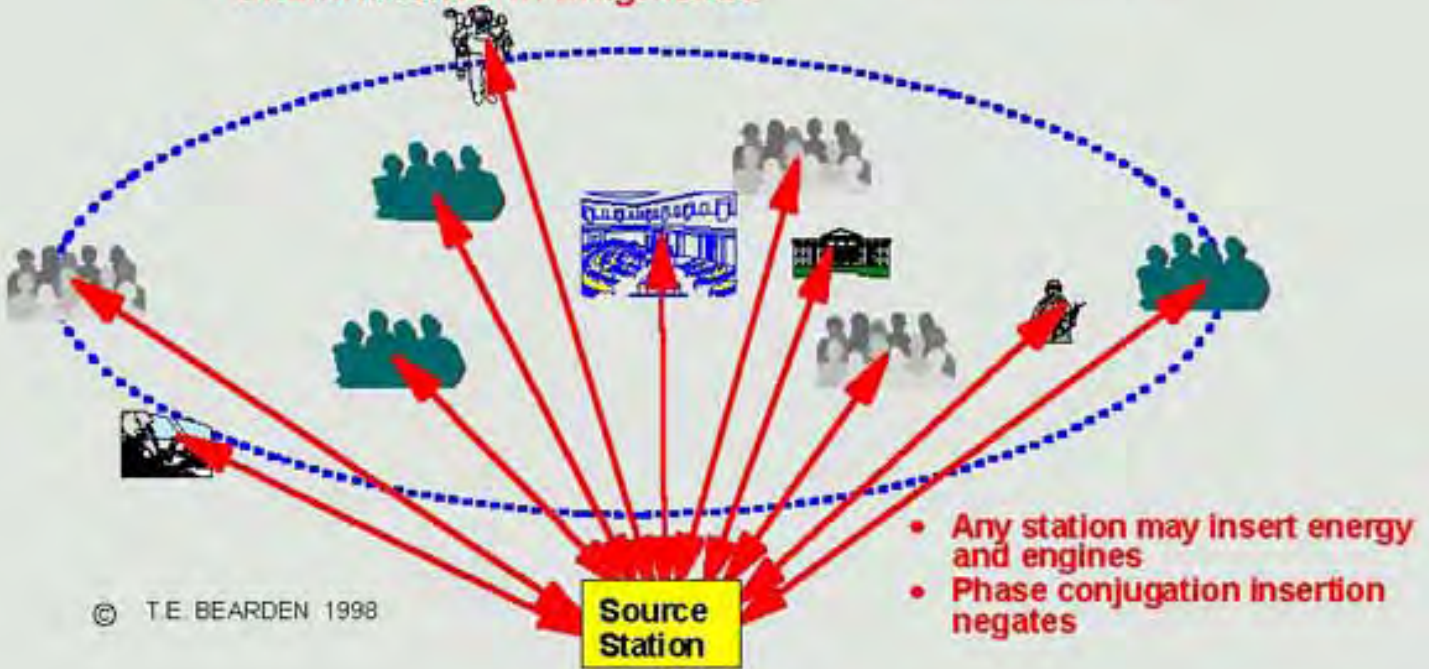 • Any station may insert energy
and engines
• Phase conjugation insertion
negates
© T.E. BEARDEN 1998
Source
Station